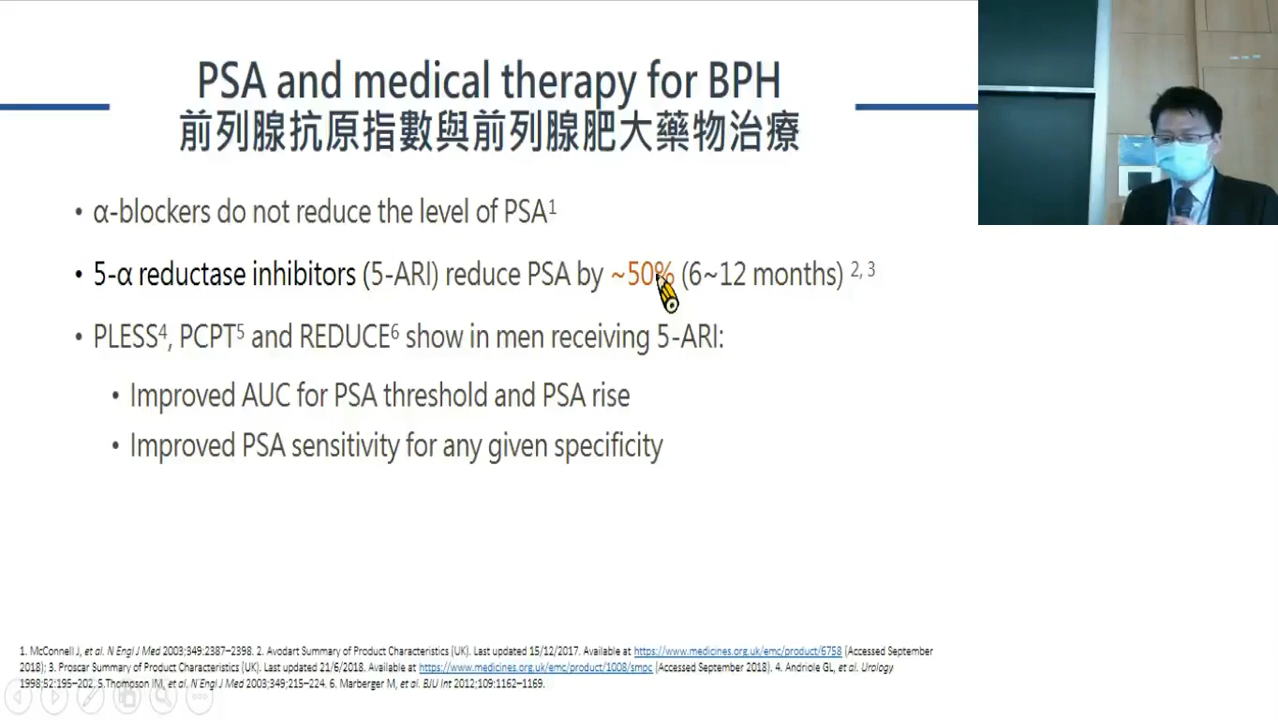 PSA and medical therapy for BPH
前列腺抗原指數與前列腺肥大藥物治療
• α-blockers do not reduce the level of PSA1
• 5-α reductase inhibitors (5-ARI) reduce PSA by ~50% (6~12 months) 2, 3
• PLESS4, PCPT5 and REDUCE6 show in men receiving 5-ARI:
• Improved AUC for PSA threshold and PSA rise
• Improved PSA sensitivity for any given specificity
1. McConnell J, et al. N Engl J Med 2003;349:2387–2398. 2. Avodart Summary of Product Characteristics (UK). Last updated 15/12/2017. Available at https://www.medicines.org.uk/emc/product/6758 (Accessed September
2018); 3. Proscar Summary of Product Characteristics (UK). Last updated 21/6/2018. Available at https://www.medicines.org.uk/emc/product/1008/smpc (Accessed September 2018). 4. Andriole GL, et al. Urology
1998;52:195–202. 5.Thompson IM, et al. N Engl J Med 2003;349:215–224. 6. Marberger M, et al. BJU Int 2012;109:1162–1169.